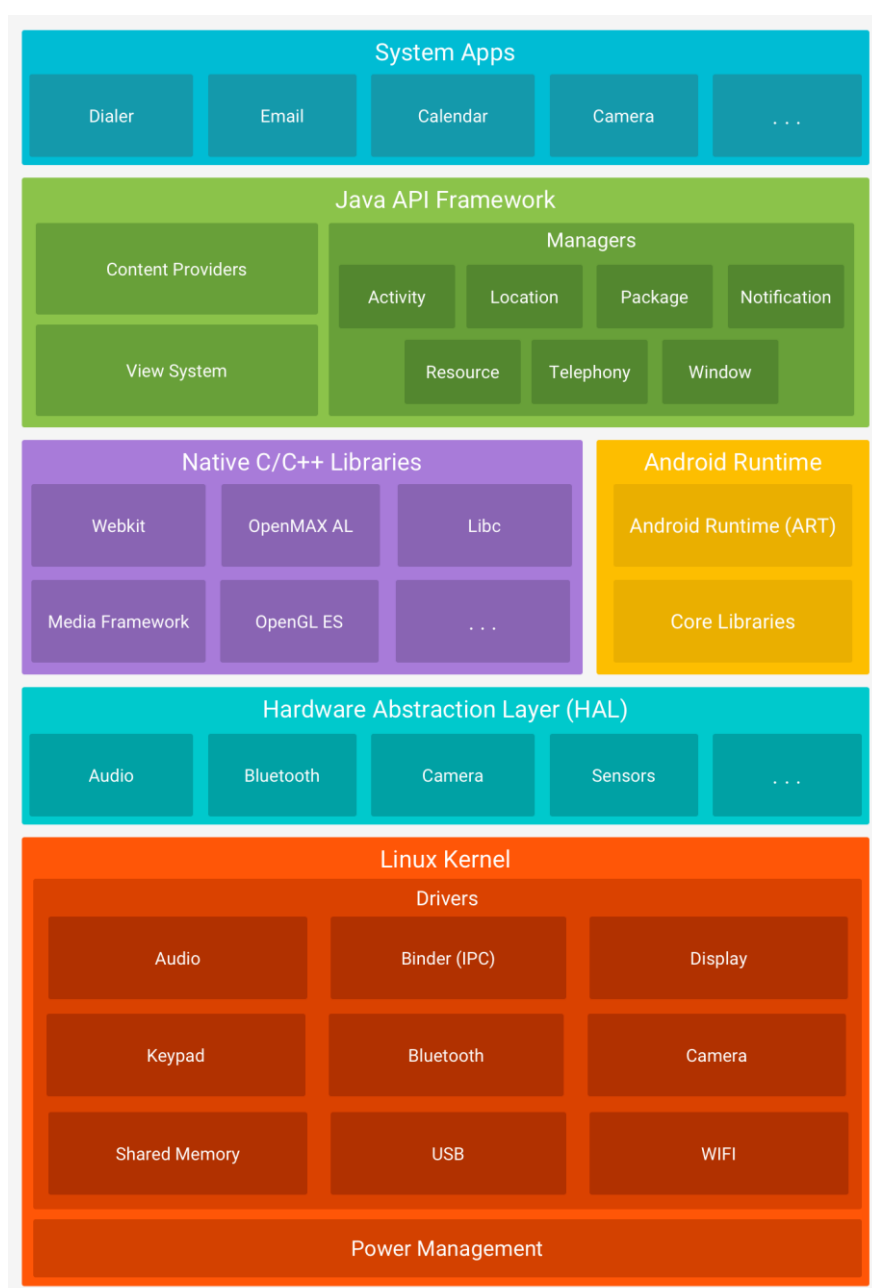 System Apps
Dialer
Email
Calendar
Camera
. . .
Java API Framework
Content Providers
View System
Managers
Activity
Location
Package
Notification
Resource
Telephony
Window
Native C/C++ Libraries
Webkit
OpenMAX AL
Libc
Media Framework
OpenGL ES
. . .
Android Runtime
Android Runtime (ART)
Core Libraries
Hardware Abstraction Layer (HAL)
Audio
Bluetooth
Camera
Sensors
. . .
Linux Kernel
Drivers
Audio
Binder (IPC)
Display
Keypad
Bluetooth
Camera
Shared Memory
USB
WIFI
Power Management